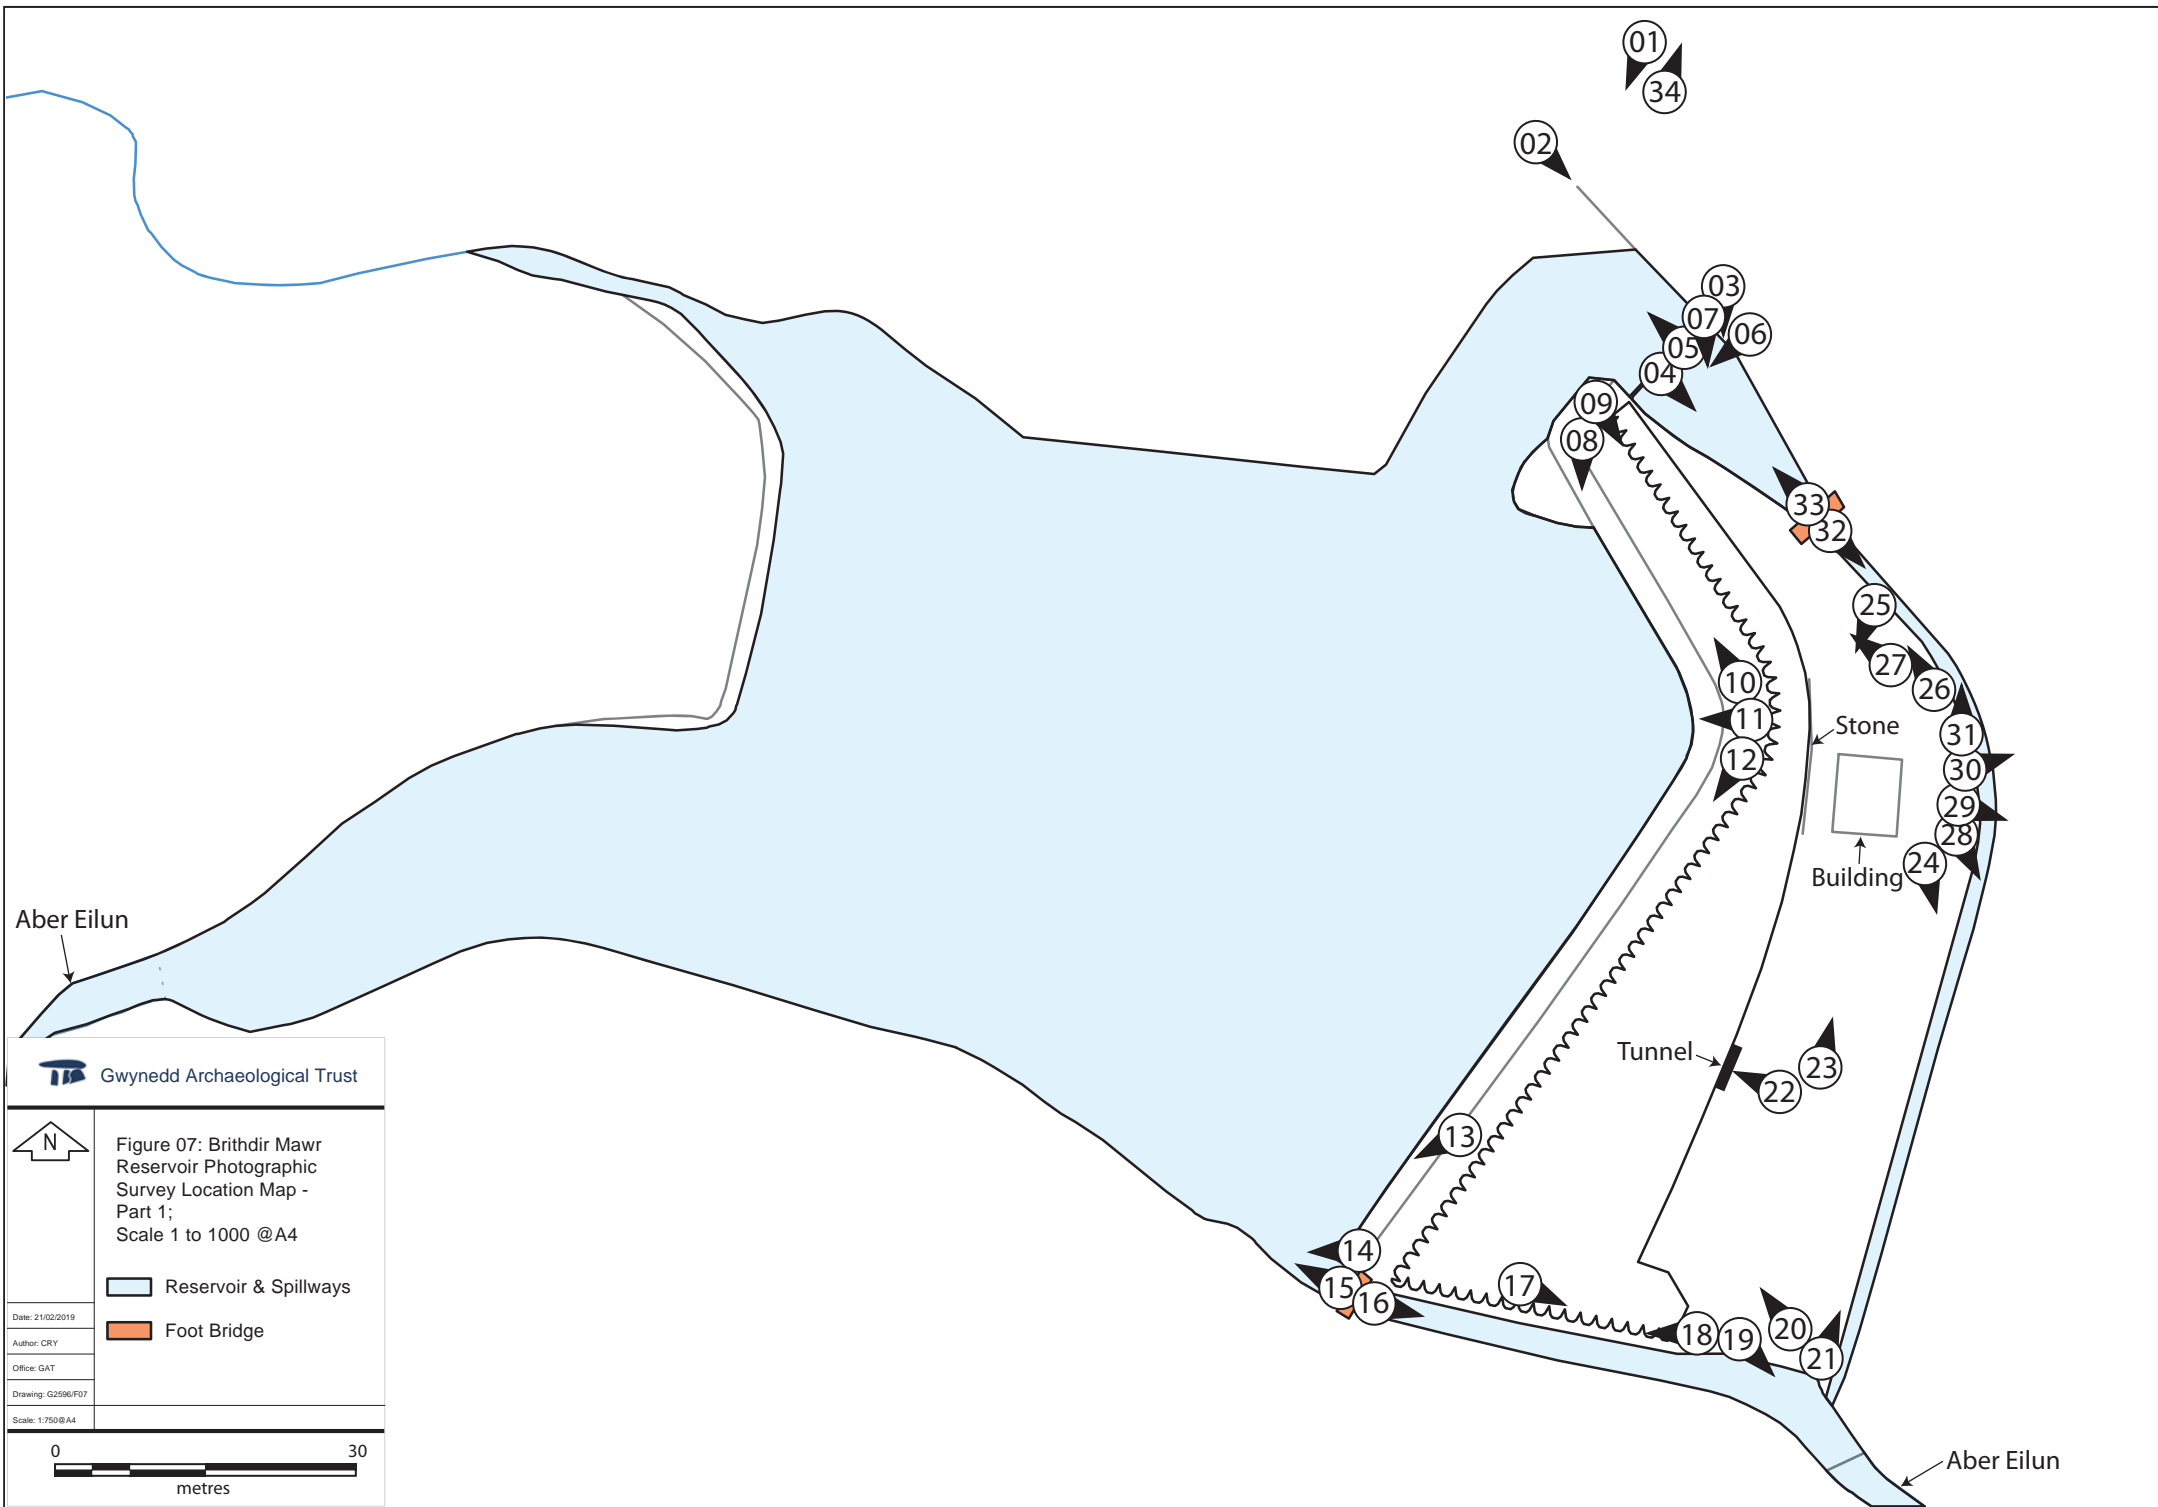 01
34
02
03
07
06
05
04
09
08
33
32
25
27
26
10
11
12
31
30
29
28
24
Stone
Building
Aber Eilun
Tunnel
23
22
13
14
15
16
17
18
19
20
21
Aber Eilun
Gwynedd Archaeological Trust
N
Figure 07: Brithdir Mawr
Reservoir Photographic
Survey Location Map -
Part 1;
Scale 1 to 1000 @A4
Reservoir & Spillways
Foot Bridge
Date: 21/02/2019
Author: CRY
Office: GAT
Drawing: G2596/F07
Scale: 1:750@A4
0 30
metres